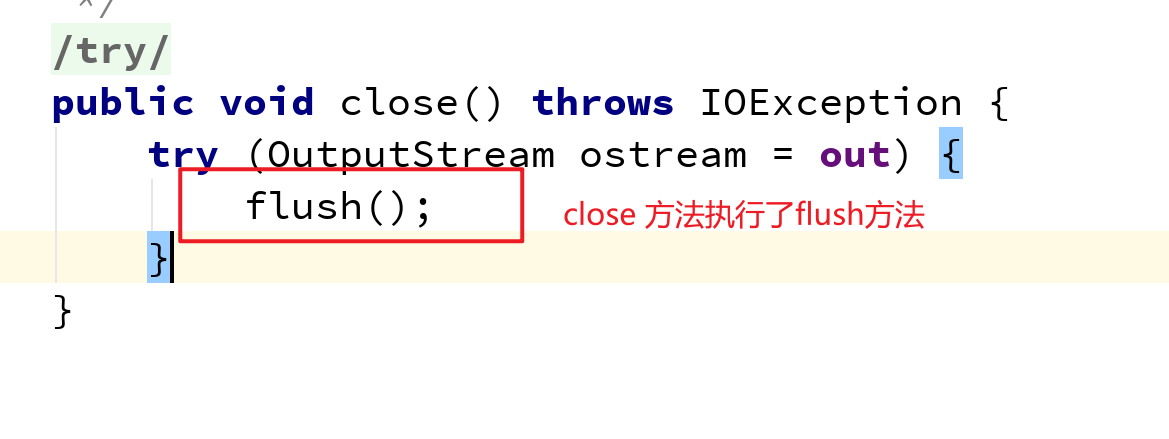 */
/try/
public void close() throws IOException {
try (OutputStream ostream = out) {
flush();
close 方法执行了flush方法
}
}